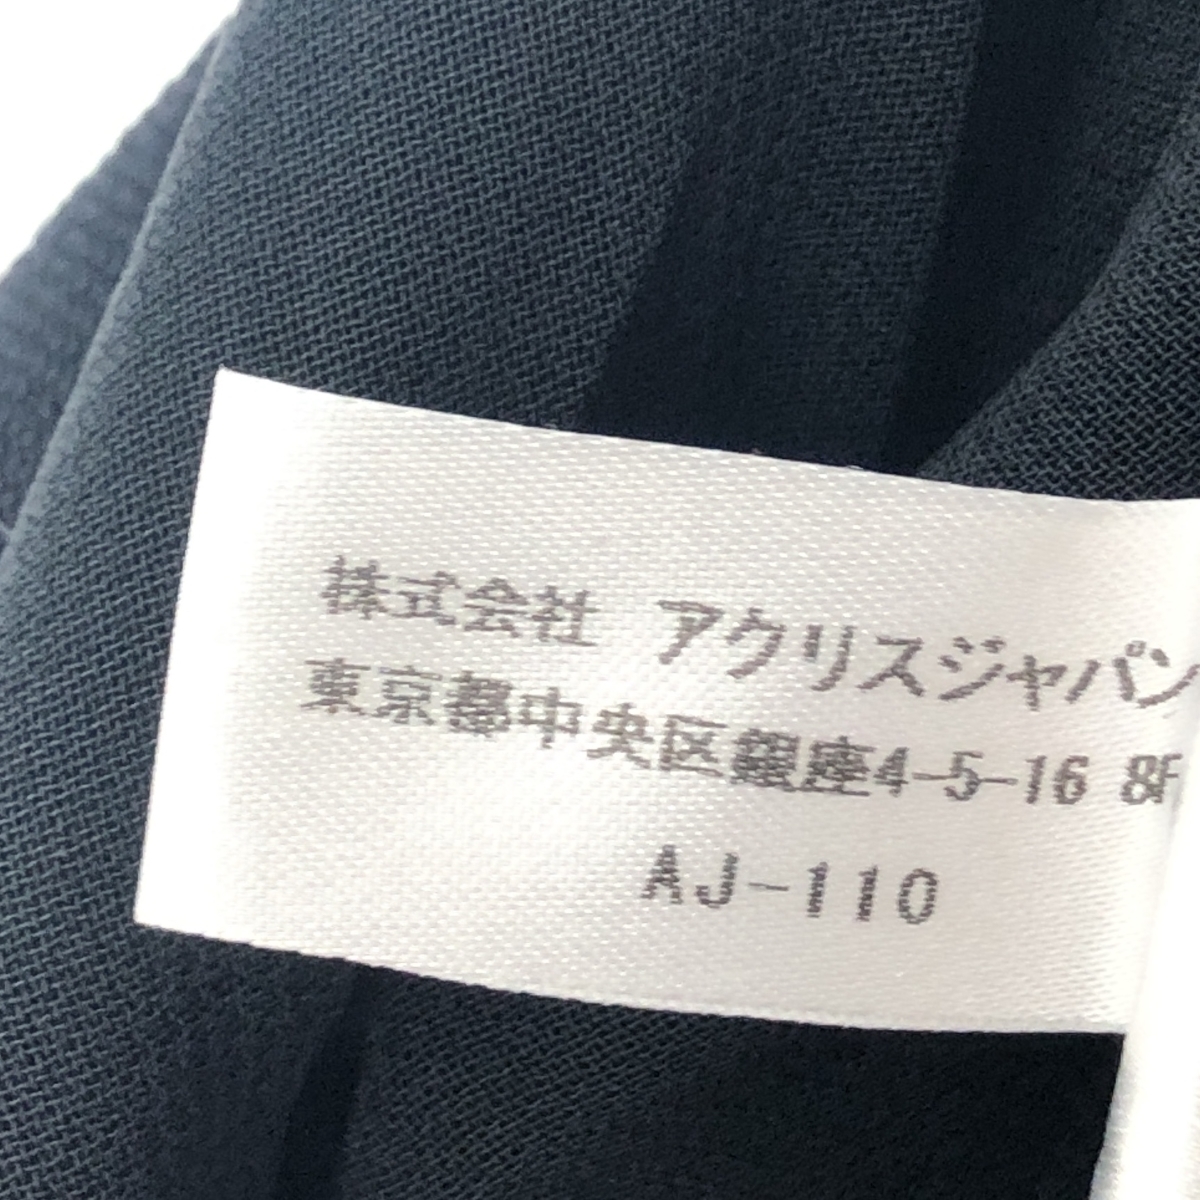 株式会社 アクリスジャパン
東京都中央区銀座4-5-16 8F
AJ-110